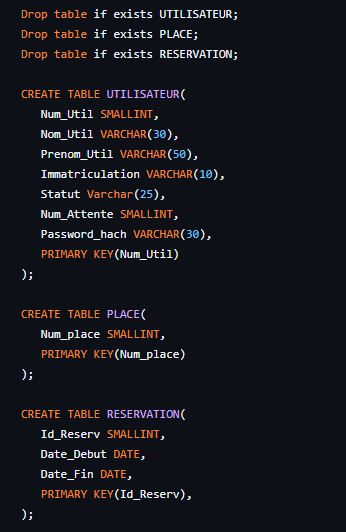 Drop table if exists UTILISATEUR;
Drop table if exists PLACE;
Drop table if exists RESERVATION;

CREATE TABLE UTILISATEUR(
   Num_Util SMALLINT,
   Nom_Util VARCHAR(30),
   Prenom_Util VARCHAR(50),
   Immatriculation VARCHAR(10),
   Statut Varchar(25),
   Num_Attente SMALLINT,
   Password_hach VARCHAR(30),
   PRIMARY KEY(Num_Util)
);

CREATE TABLE PLACE(
   Num_place SMALLINT,
   PRIMARY KEY(Num_place)
);

CREATE TABLE RESERVATION(
   Id_Reserv SMALLINT,
   Date_Debut DATE,
   Date_Fin DATE,
   PRIMARY KEY(Id_Reserv),
);